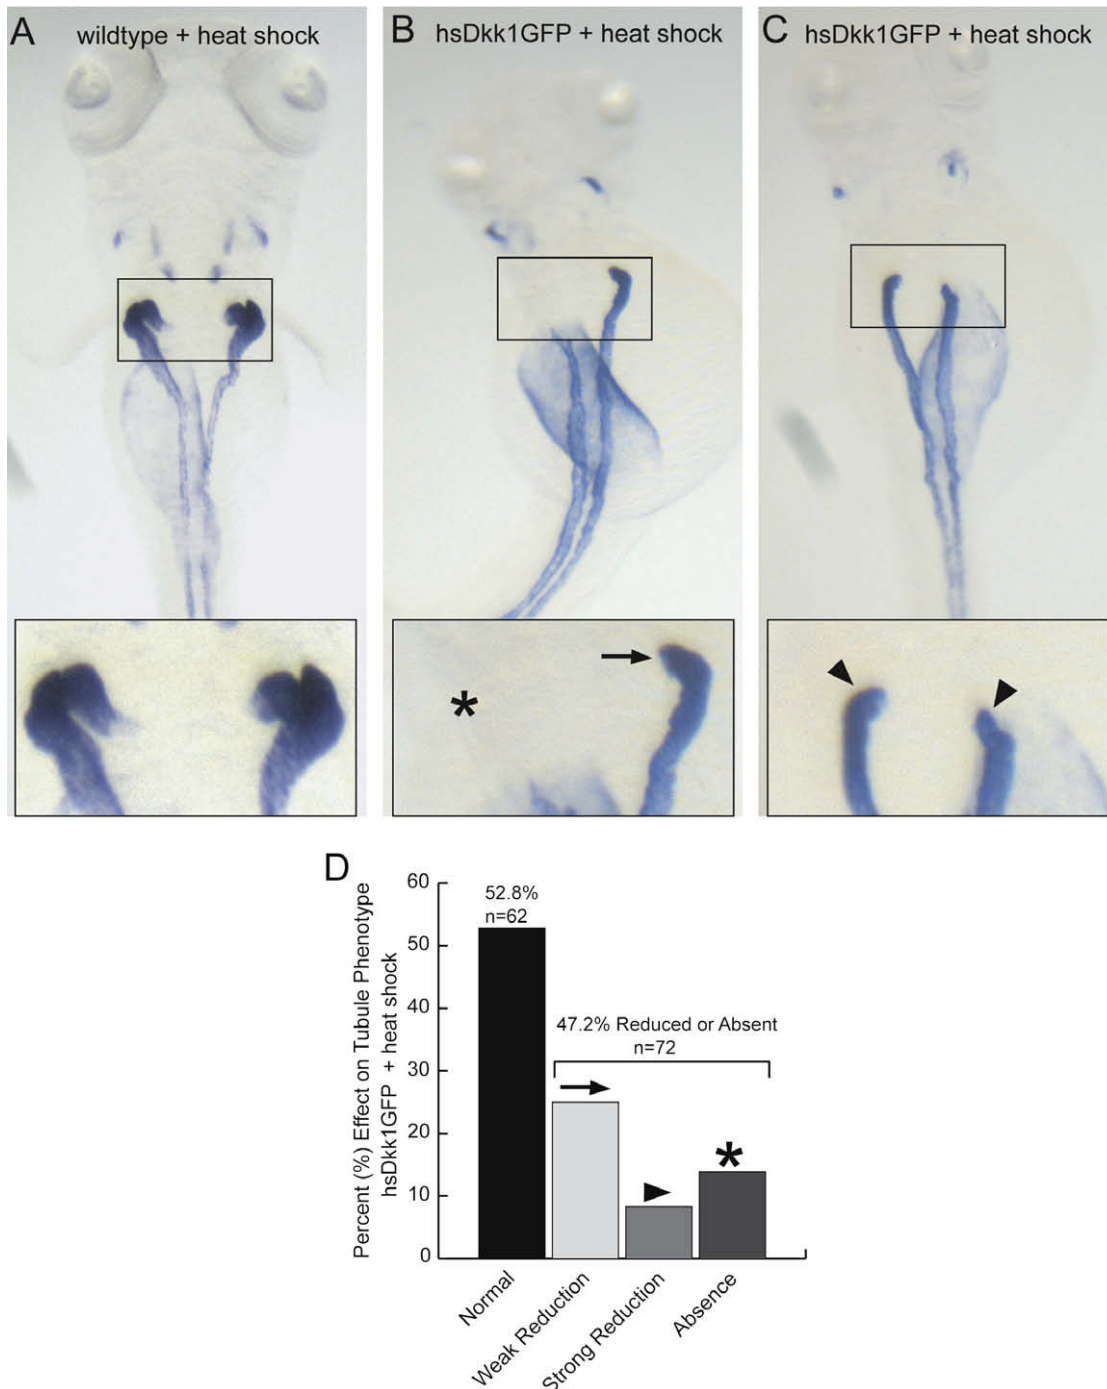 A wildtype + heat shock
B hsDkk1GFP + heat shock
C hsDkk1GFP + heat shock
*
D
Percent (%) Effect on Tubule Phenotype
hsDkk1GFP + heat shock
60
50
40
30
20
10
0
52.8%
n=62
47.2% Reduced or Absent
n=72
*
Normal
Weak Reduction
Strong Reduction
Absence